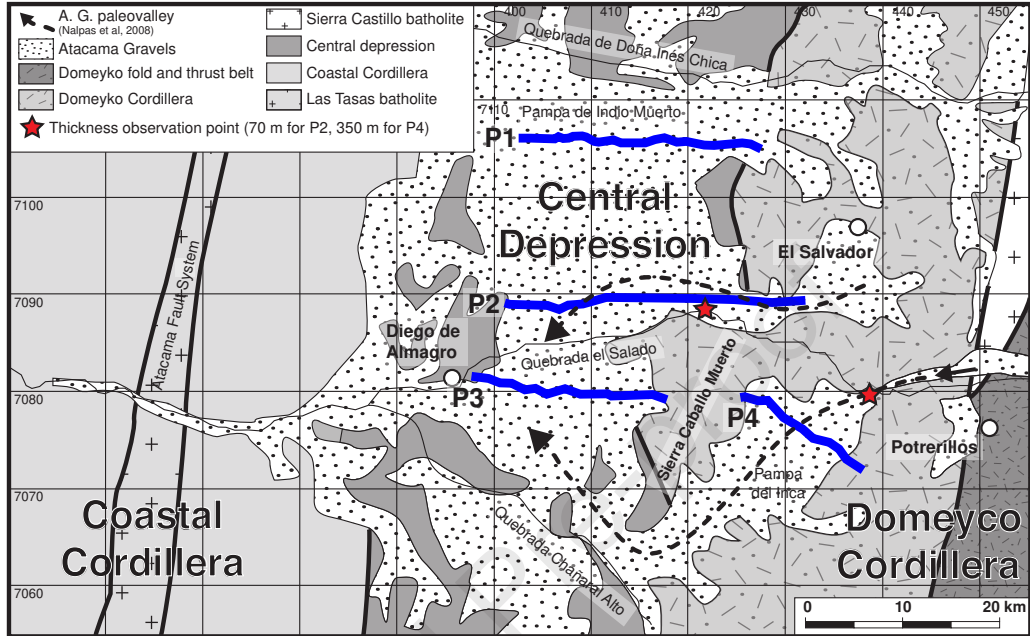 A. G. paleovalley
(Nalpas et al, 2008)
Atacama Gravels
Domeyko fold and thrust belt
Domeyko Cordillera
Sierra Castillo batholite
Central depression
Coastal Cordillera
Las Tasas batholite
Thickness observation point (70 m for P2, 350 m for P4)
400
410
420
430
440
450
Quebrada de Doña Inés Chica
7110
Pampa de Indio Muerto
P1
7100
Central
Depression
El Salvador
Atacama Fault System
7090
P2
Diego de
Almagro
Quebrada el Salado
7080
P3
Sierra Caballo Muerto
P4
Potrerillos
7070
Pampa
del Inca
Coastal
Cordillera
Quebrada Chañaral Alto
Domeyco
Cordillera
7060
0
10
20 km